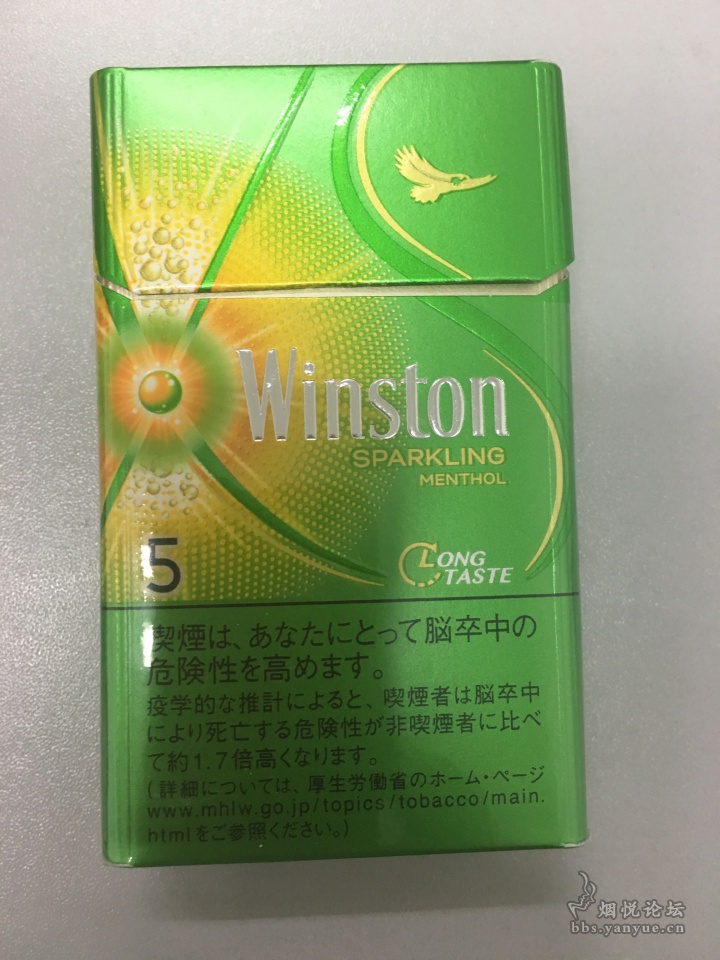 Winston
SPARKLING
MENTHOL
5
LONG
TASTE
喫煙は、あなたにとって脳卒中の
危険性を高めます。
疫学的な推計によると、喫煙者は脳卒中
により死亡する危険性が非喫煙者に比べ
て約1.7倍高くなります。
(詳細については、厚生労働省のホーム・ページ
www.mhlw.go.jp/topics/tobacco/main.
htmlをご参照ください。)
烟悦论坛
bbs.yanyue.cn